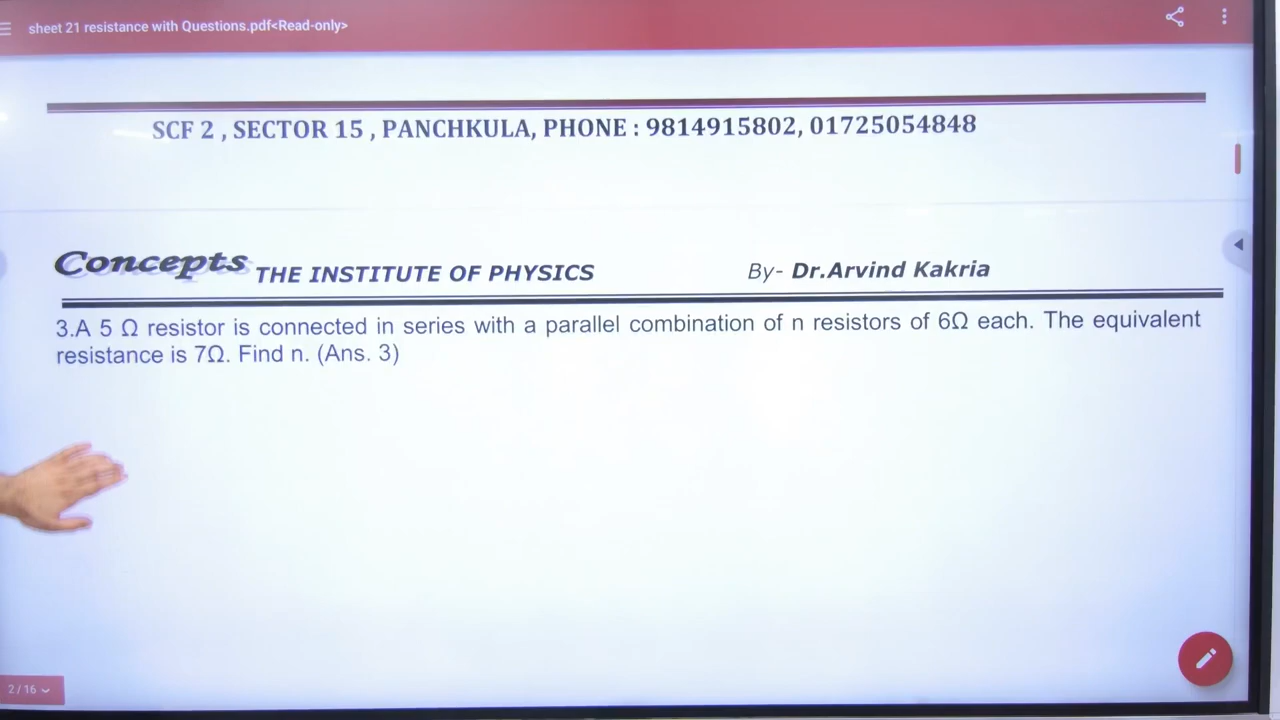 sheet 21 resistance with Questions.pdf<Read-only>
SCF 2 , SECTOR 15 , PANCHKULA, PHONE : 9814915802, 01725054848
Concepts THE INSTITUTE OF PHYSICS By- Dr.Arvind Kakria
3.A 5 Ω resistor is connected in series with a parallel combination of n resistors of 6Ω each. The equivalent
resistance is 7Ω. Find n. (Ans. 3)
2 / 16